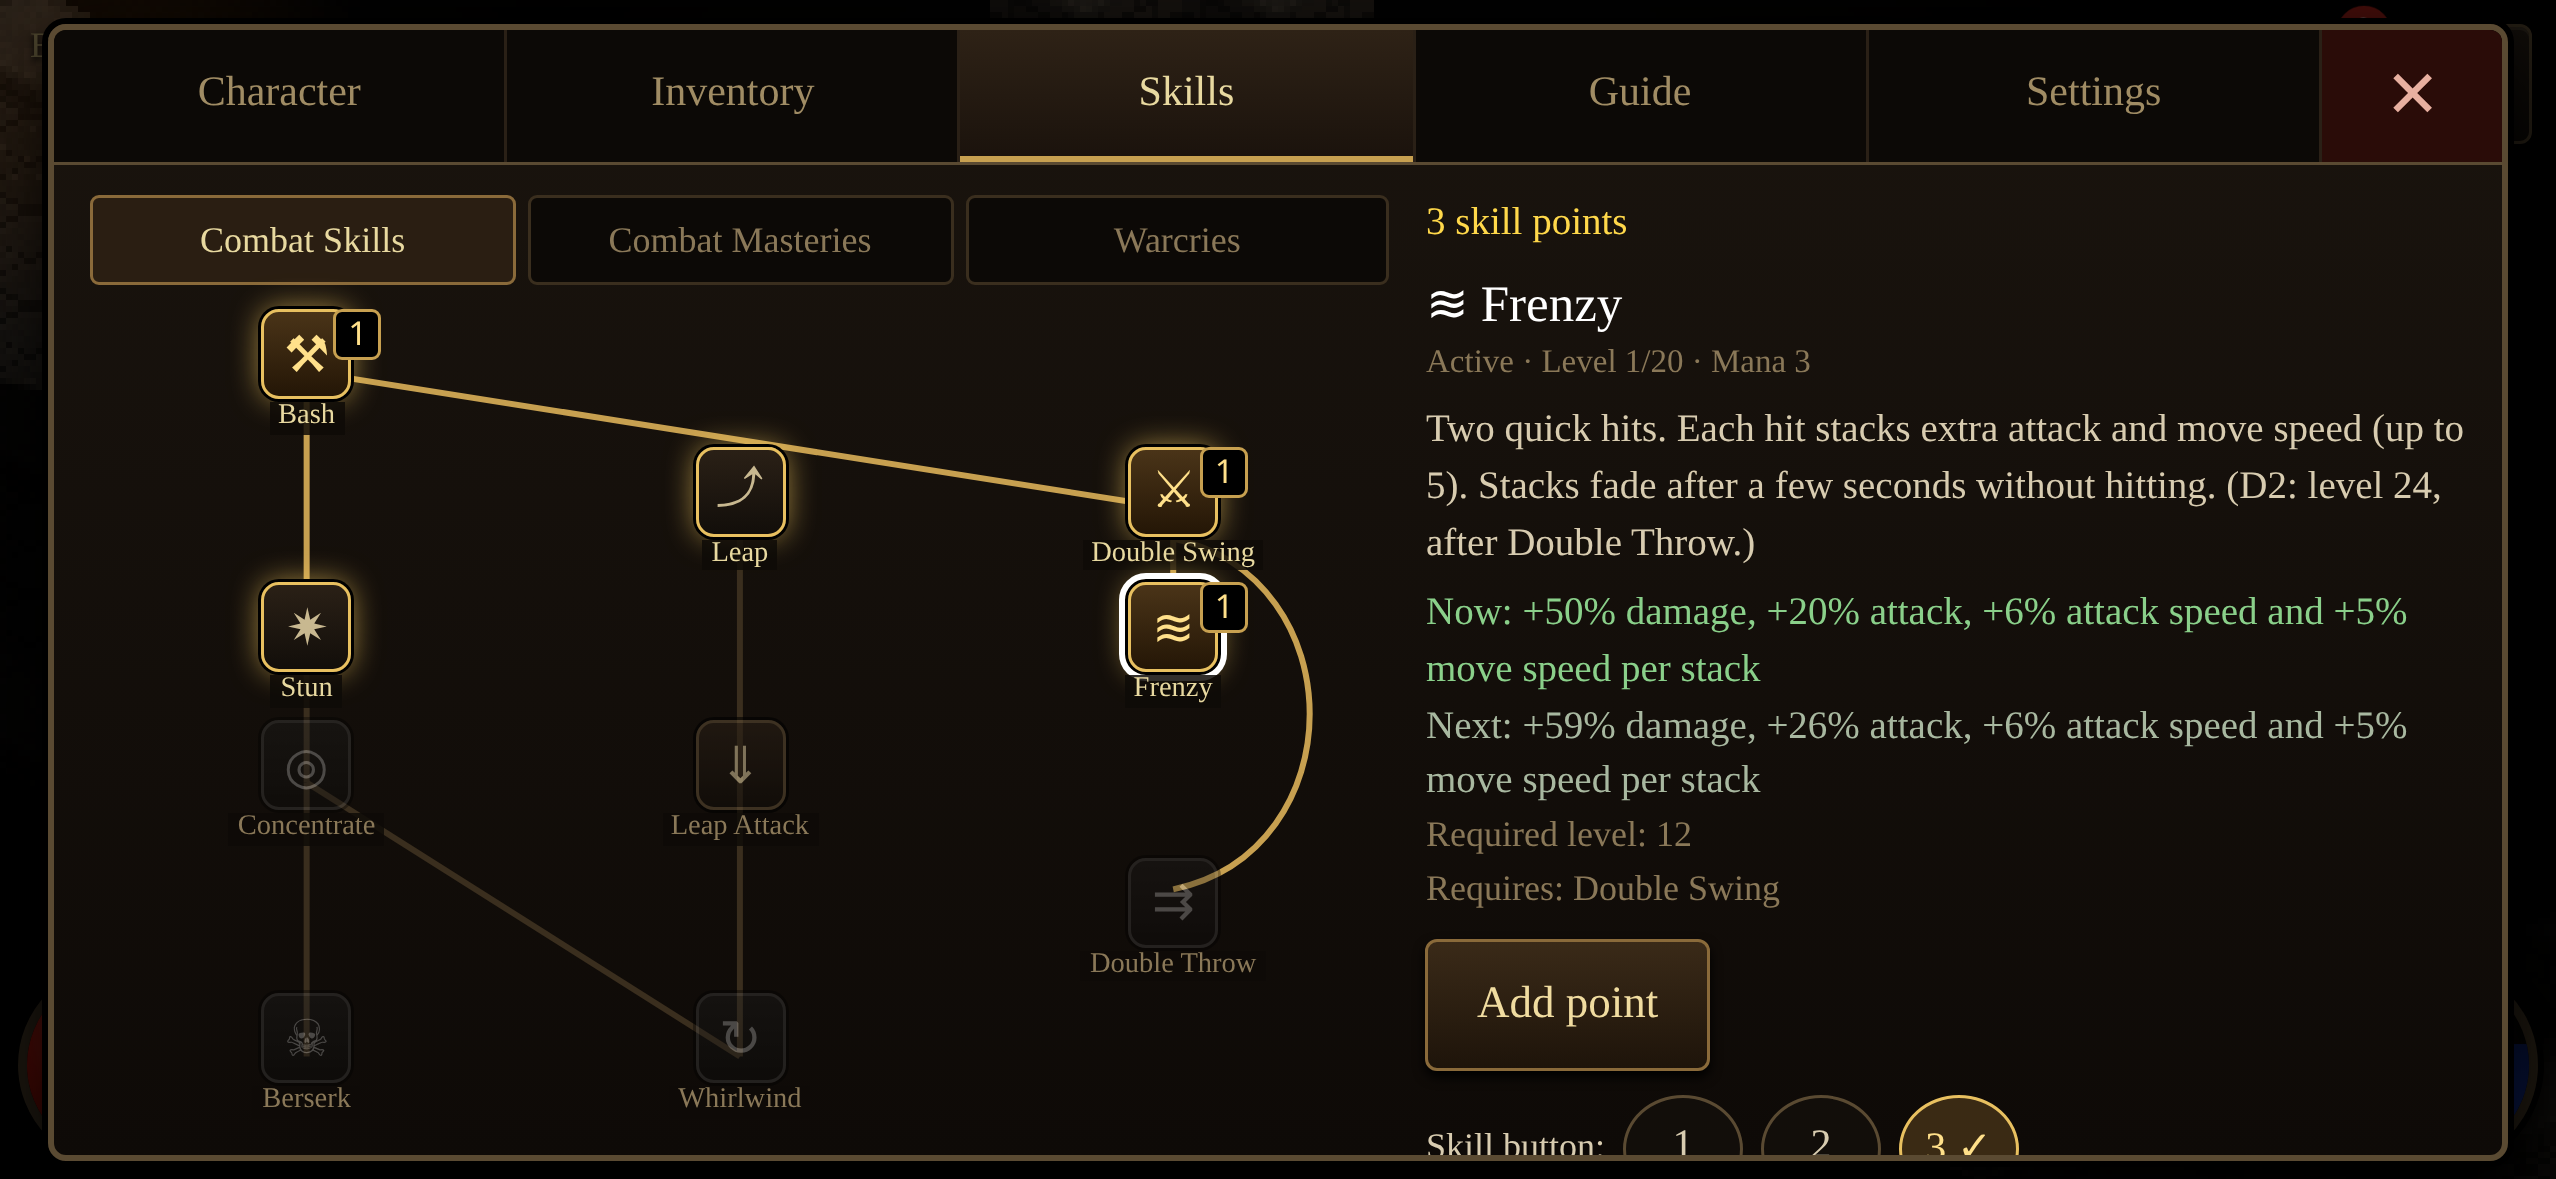 Character
Inventory
Skills
Guide
Settings
✕
Combat Skills
Combat Masteries
Warcries
1
Bash
Leap
1
Double Swing
Stun
1
Frenzy
Concentrate
Leap Attack
Double Throw
Berserk
Whirlwind
3 skill points
≋ Frenzy
Active · Level 1/20 · Mana 3
Two quick hits. Each hit stacks extra attack and move speed (up to
5). Stacks fade after a few seconds without hitting. (D2: level 24,
after Double Throw.)
Now: +50% damage, +20% attack, +6% attack speed and +5%
move speed per stack
Next: +59% damage, +26% attack, +6% attack speed and +5%
move speed per stack
Required level: 12
Requires: Double Swing
Add point
Skill button: 1 2 3 ✓